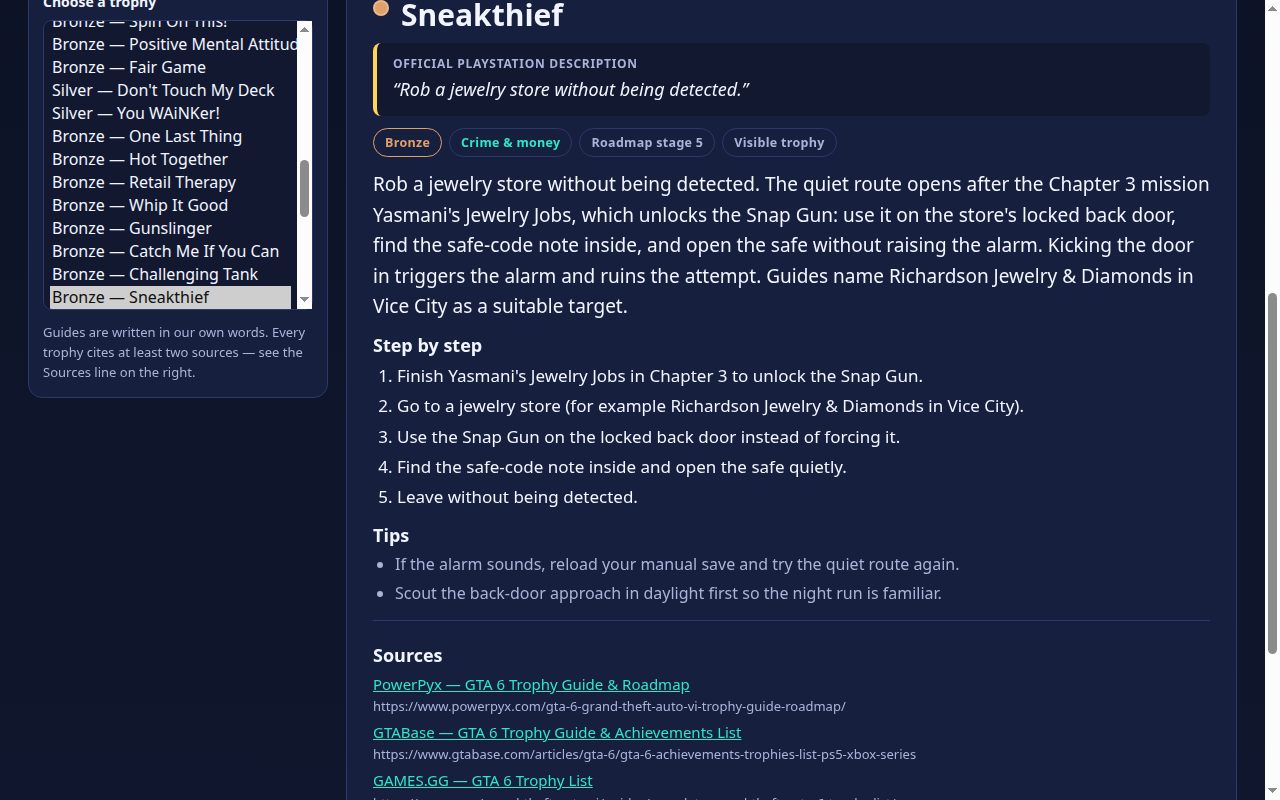 Choose a trophy
Bronze — Spin On This!
Bronze — Positive Mental Attitud
Bronze — Fair Game
Silver — Don't Touch My Deck
Silver — You WAiNKer!
Bronze — One Last Thing
Bronze — Hot Together
Bronze — Retail Therapy
Bronze — Whip It Good
Bronze — Gunslinger
Bronze — Catch Me If You Can
Bronze — Challenging Tank
Bronze — Sneakthief
Guides are written in our own words. Every
trophy cites at least two sources — see the
Sources line on the right.
Sneakthief
OFFICIAL PLAYSTATION DESCRIPTION
“Rob a jewelry store without being detected.”
Bronze
Crime & money
Roadmap stage 5
Visible trophy
Rob a jewelry store without being detected. The quiet route opens after the Chapter 3 mission
Yasmani's Jewelry Jobs, which unlocks the Snap Gun: use it on the store's locked back door,
find the safe-code note inside, and open the safe without raising the alarm. Kicking the door
in triggers the alarm and ruins the attempt. Guides name Richardson Jewelry & Diamonds in
Vice City as a suitable target.
Step by step
1. Finish Yasmani's Jewelry Jobs in Chapter 3 to unlock the Snap Gun.
2. Go to a jewelry store (for example Richardson Jewelry & Diamonds in Vice City).
3. Use the Snap Gun on the locked back door instead of forcing it.
4. Find the safe-code note inside and open the safe quietly.
5. Leave without being detected.
Tips
• If the alarm sounds, reload your manual save and try the quiet route again.
• Scout the back-door approach in daylight first so the night run is familiar.
Sources
PowerPyx — GTA 6 Trophy Guide & Roadmap
https://www.powerpyx.com/gta-6-grand-theft-auto-vi-trophy-guide-roadmap/
GTABase — GTA 6 Trophy Guide & Achievements List
https://www.gtabase.com/articles/gta-6/gta-6-achievements-trophies-list-ps5-xbox-series
GAMES.GG — GTA 6 Trophy List